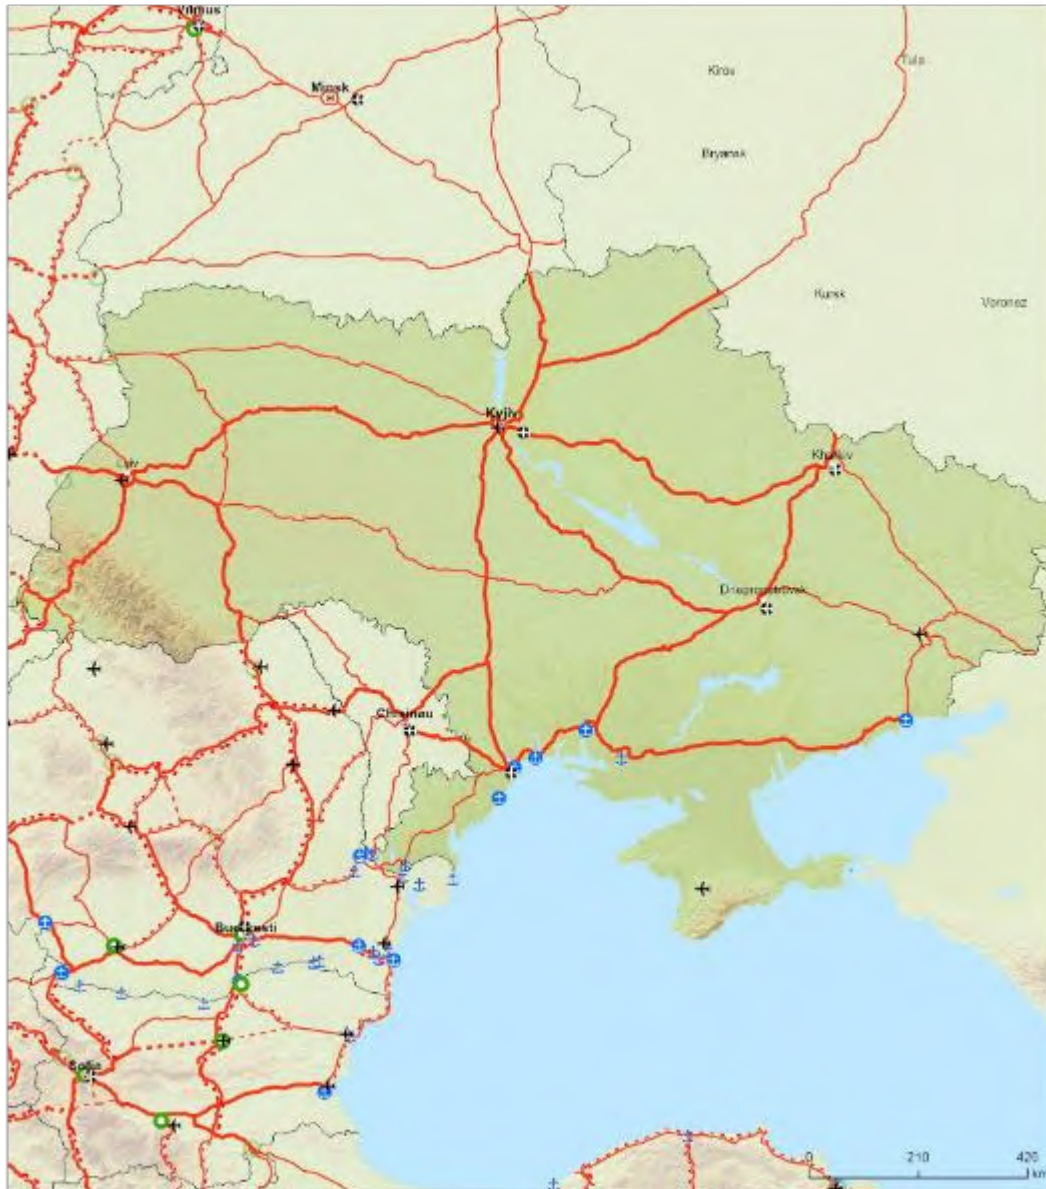 Vilnius
Minsk
Kirov
Tula
Bryansk
Kursk
Voronez
Kyjiv
Lviv
Kharkiv
Dnepropetrovsk
Chisinau
Bucuresti
Sofia
0 210 420
km